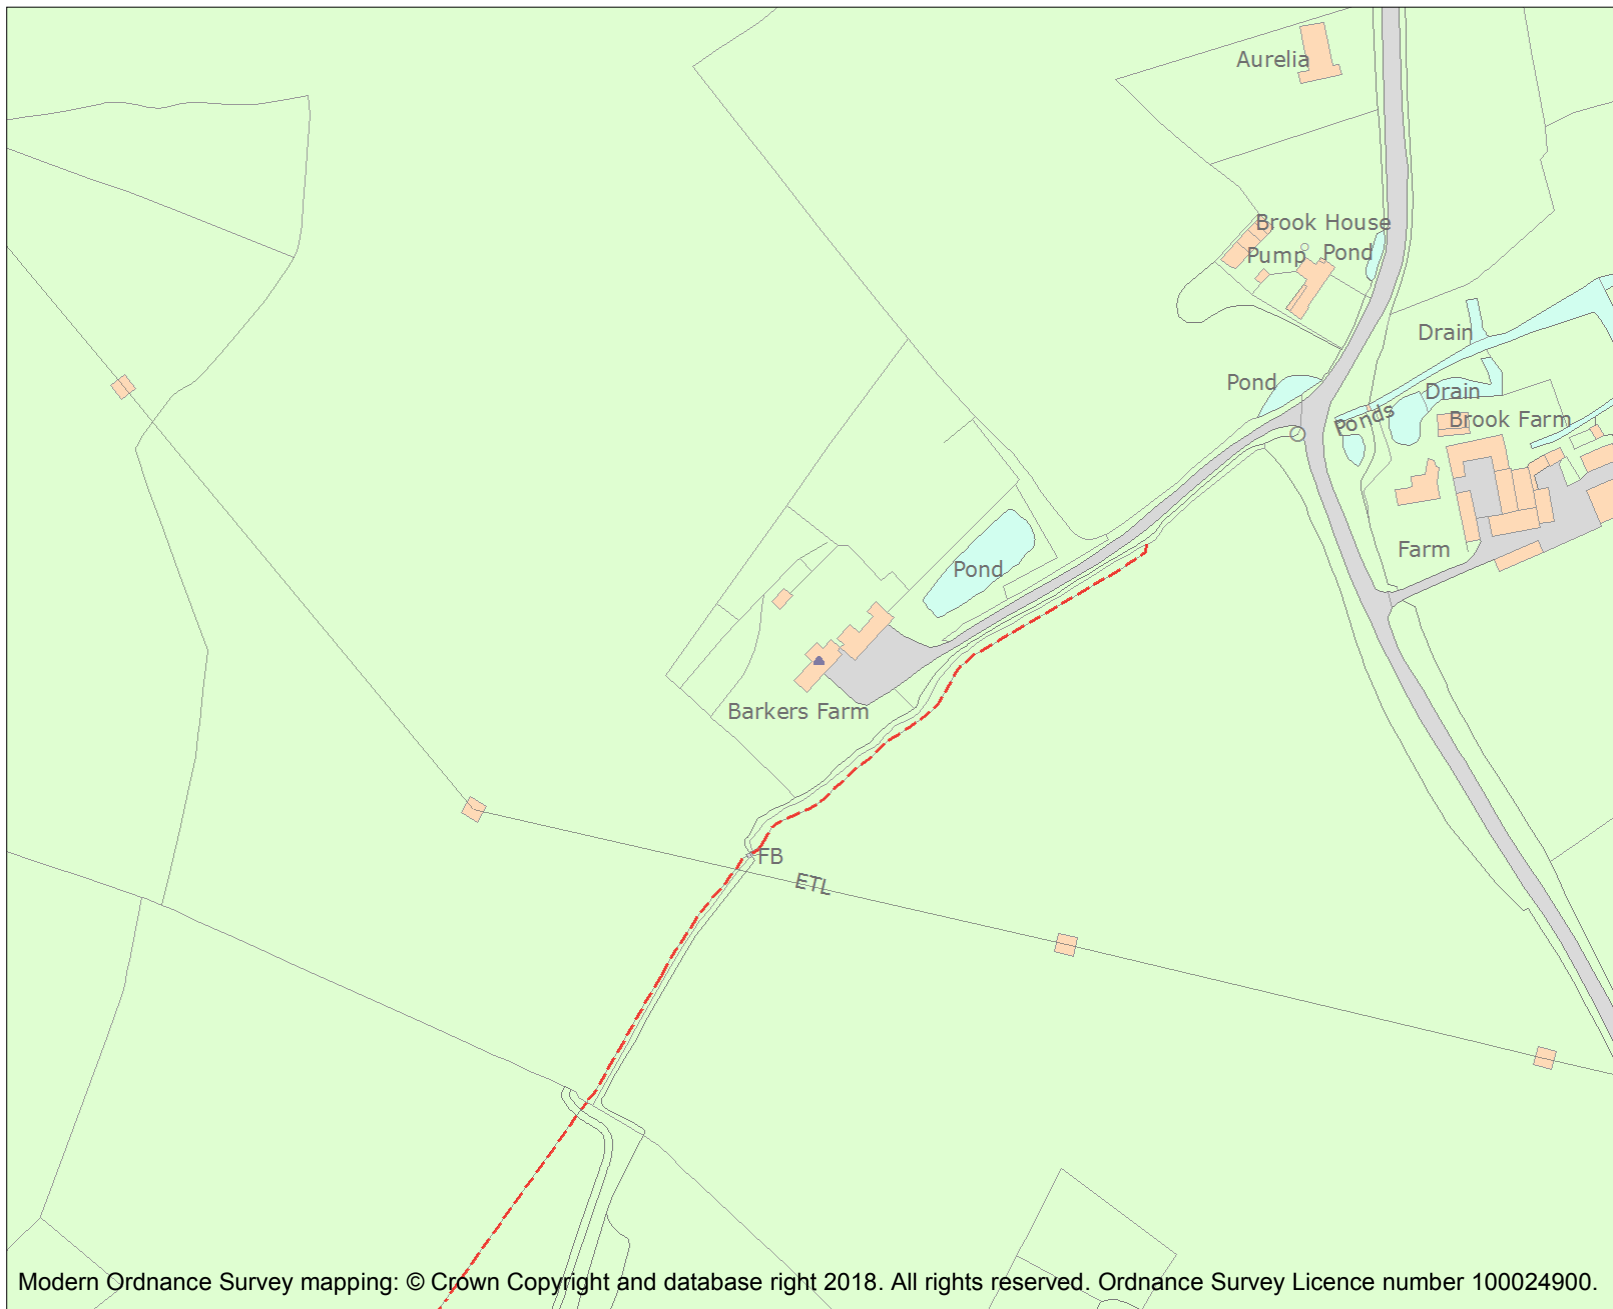 Aurelia
Brook House
Pump
Pond
Drain
Pond
Drain
Ponds
Brook Farm
Farm
Pond
Barkers Farm
FB
ETL
Modern Ordnance Survey mapping: © Crown Copyright and database right 2018. All rights reserved. Ordnance Survey Licence number 100024900.